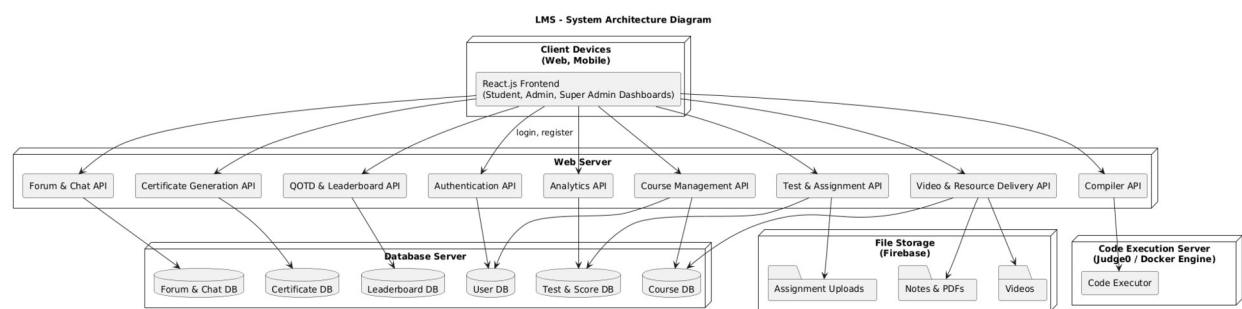 LMS - System Architecture Diagram
Client Devices
(Web, Mobile)
React.js Frontend
(Student, Admin, Super Admin Dashboards)
login, register
Web Server
Forum & Chat API
Certificate Generation API
QOTD & Leaderboard API
Authentication API
Analytics API
Course Management API
Test & Assignment API
Video & Resource Delivery API
Compiler API
Database Server
Forum & Chat DB
Certificate DB
Leaderboard DB
User DB
Test & Score DB
Course DB
File Storage
(Firebase)
Assignment Uploads
Notes & PDFs
Videos
Code Execution Server
(Judge0 / Docker Engine)
Code Executor